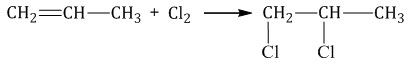 CH₂=CH—CH₃ + Cl₂ ⟶ CH₂—CH—CH₃
Cl Cl